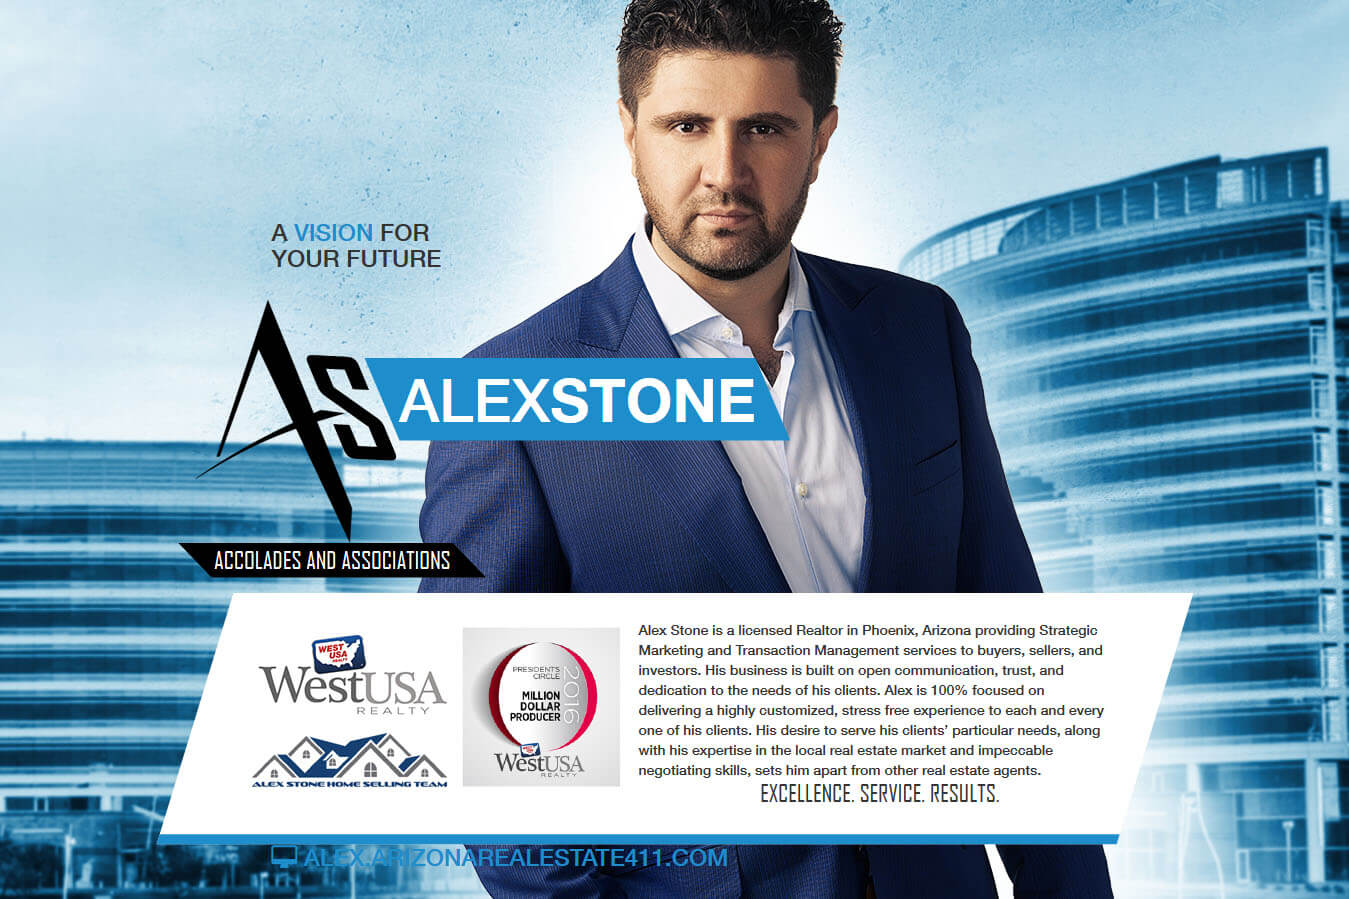 A VISION FOR
YOUR FUTURE
AS
ALEXSTONE
ACCOLADES AND ASSOCIATIONS
WEST
USA
REALTY
WestUSA
REALTY
ALEX STONE HOME SELLING TEAM
PRESIDENTS
CIRCLE
MILLION
DOLLAR
PRODUCER
2016
WestUSA
REALTY
Alex Stone is a licensed Realtor in Phoenix, Arizona providing Strategic
Marketing and Transaction Management services to buyers, sellers, and
investors. His business is built on open communication, trust, and
dedication to the needs of his clients. Alex is 100% focused on
delivering a highly customized, stress free experience to each and every
one of his clients. His desire to serve his clients’ particular needs, along
with his expertise in the local real estate market and impeccable
negotiating skills, sets him apart from other real estate agents.
EXCELLENCE. SERVICE. RESULTS.
ALEX.ARIZONAREALESTATE411.COM